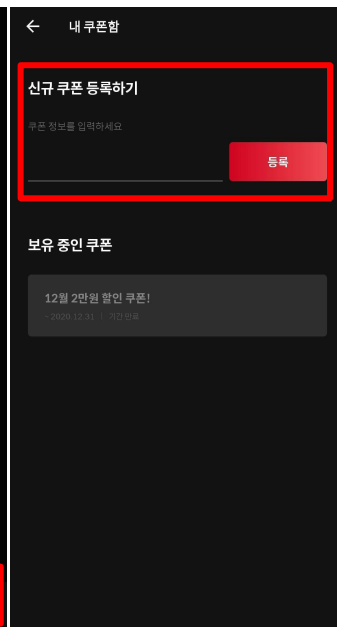 ← 내 쿠폰함
신규 쿠폰 등록하기
쿠폰 정보를 입력하세요
등록
보유 중인 쿠폰
12월 2만원 할인 쿠폰!
~ 2020.12.31 | 기간 만료